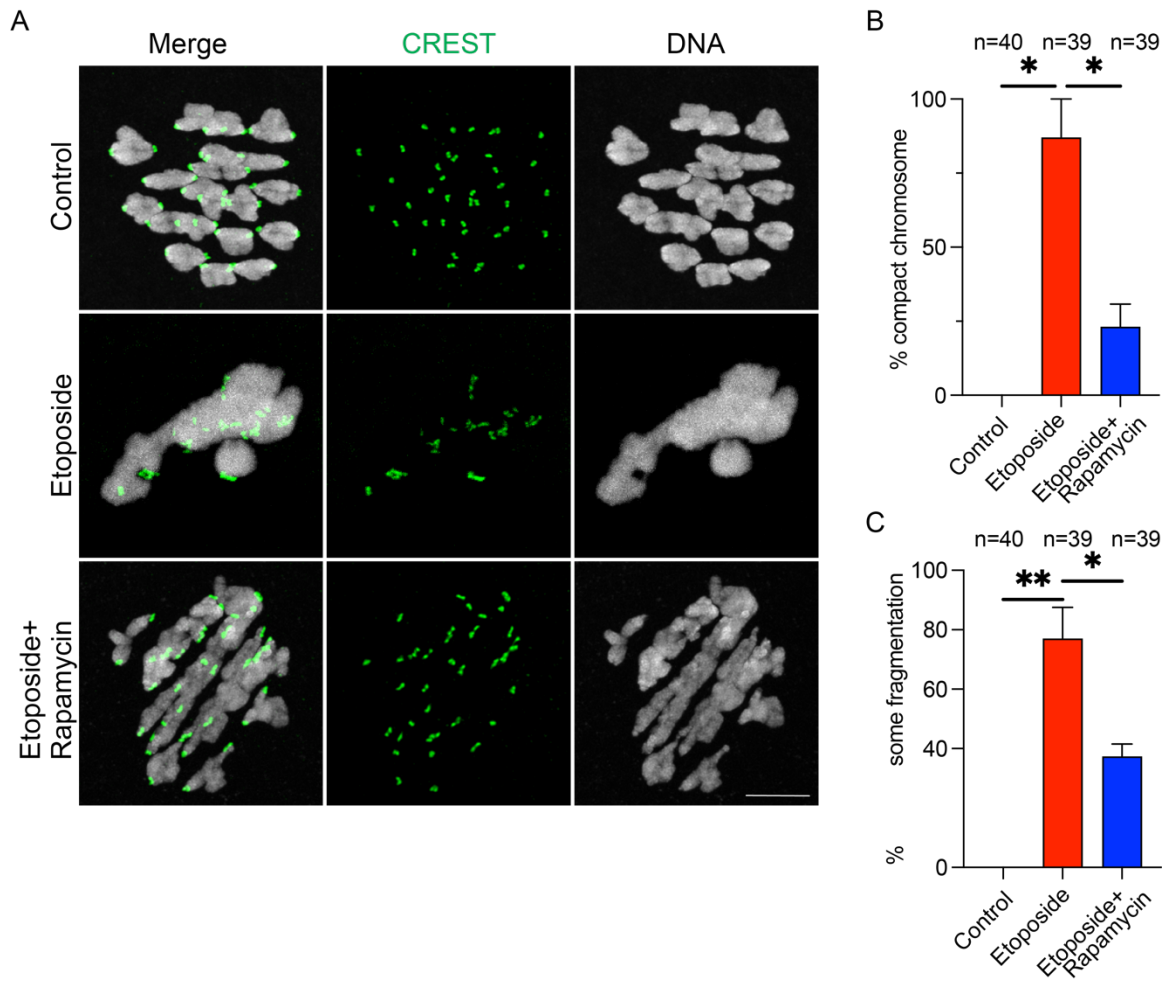 A
Merge
CREST
DNA
Control
Etoposide
Etoposide+
Rapamycin
B
n=40 n=39 n=39
* *
100
50
0
% compact chromosome
Control
Etoposide
Etoposide+
Rapamycin
C
n=40 n=39 n=39
** *
100
80
60
40
0
% some fragmentation
Control
Etoposide
Etoposide+
Rapamycin